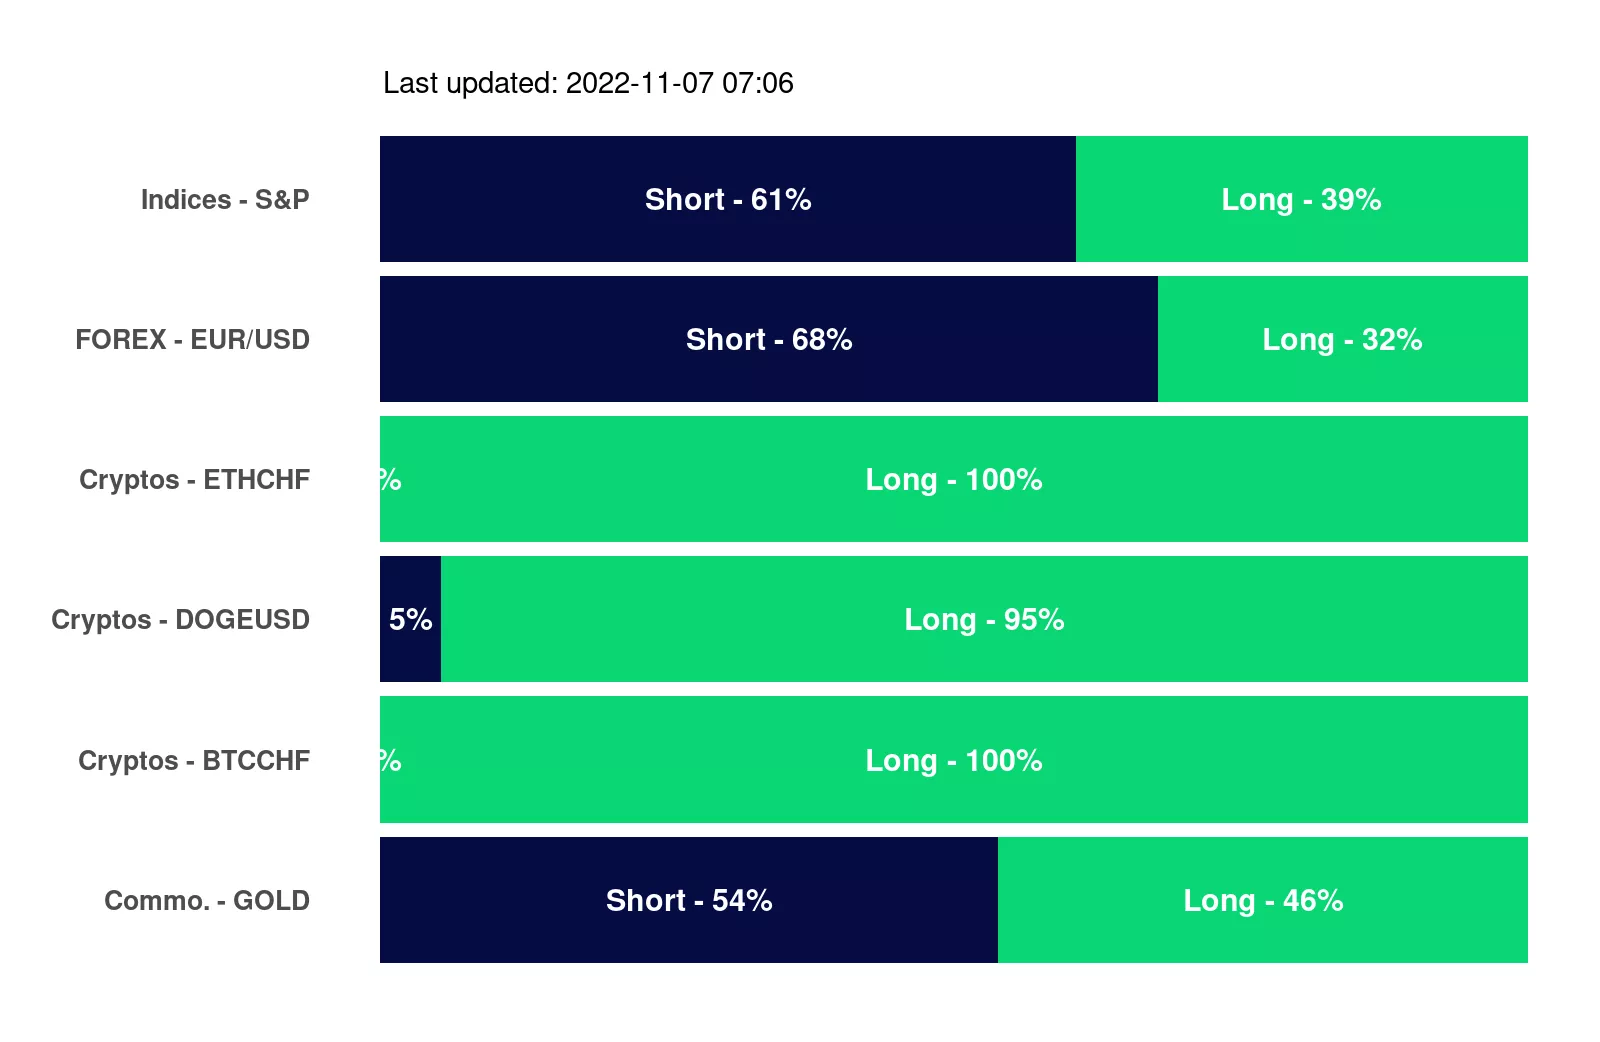 Last updated: 2022-11-07 07:06
Indices - S&P Short - 61% Long - 39%
FOREX - EUR/USD Short - 68% Long - 32%
Cryptos - ETHCHF % Long - 100%
Cryptos - DOGEUSD 5% Long - 95%
Cryptos - BTCCHF % Long - 100%
Commo. - GOLD Short - 54% Long - 46%